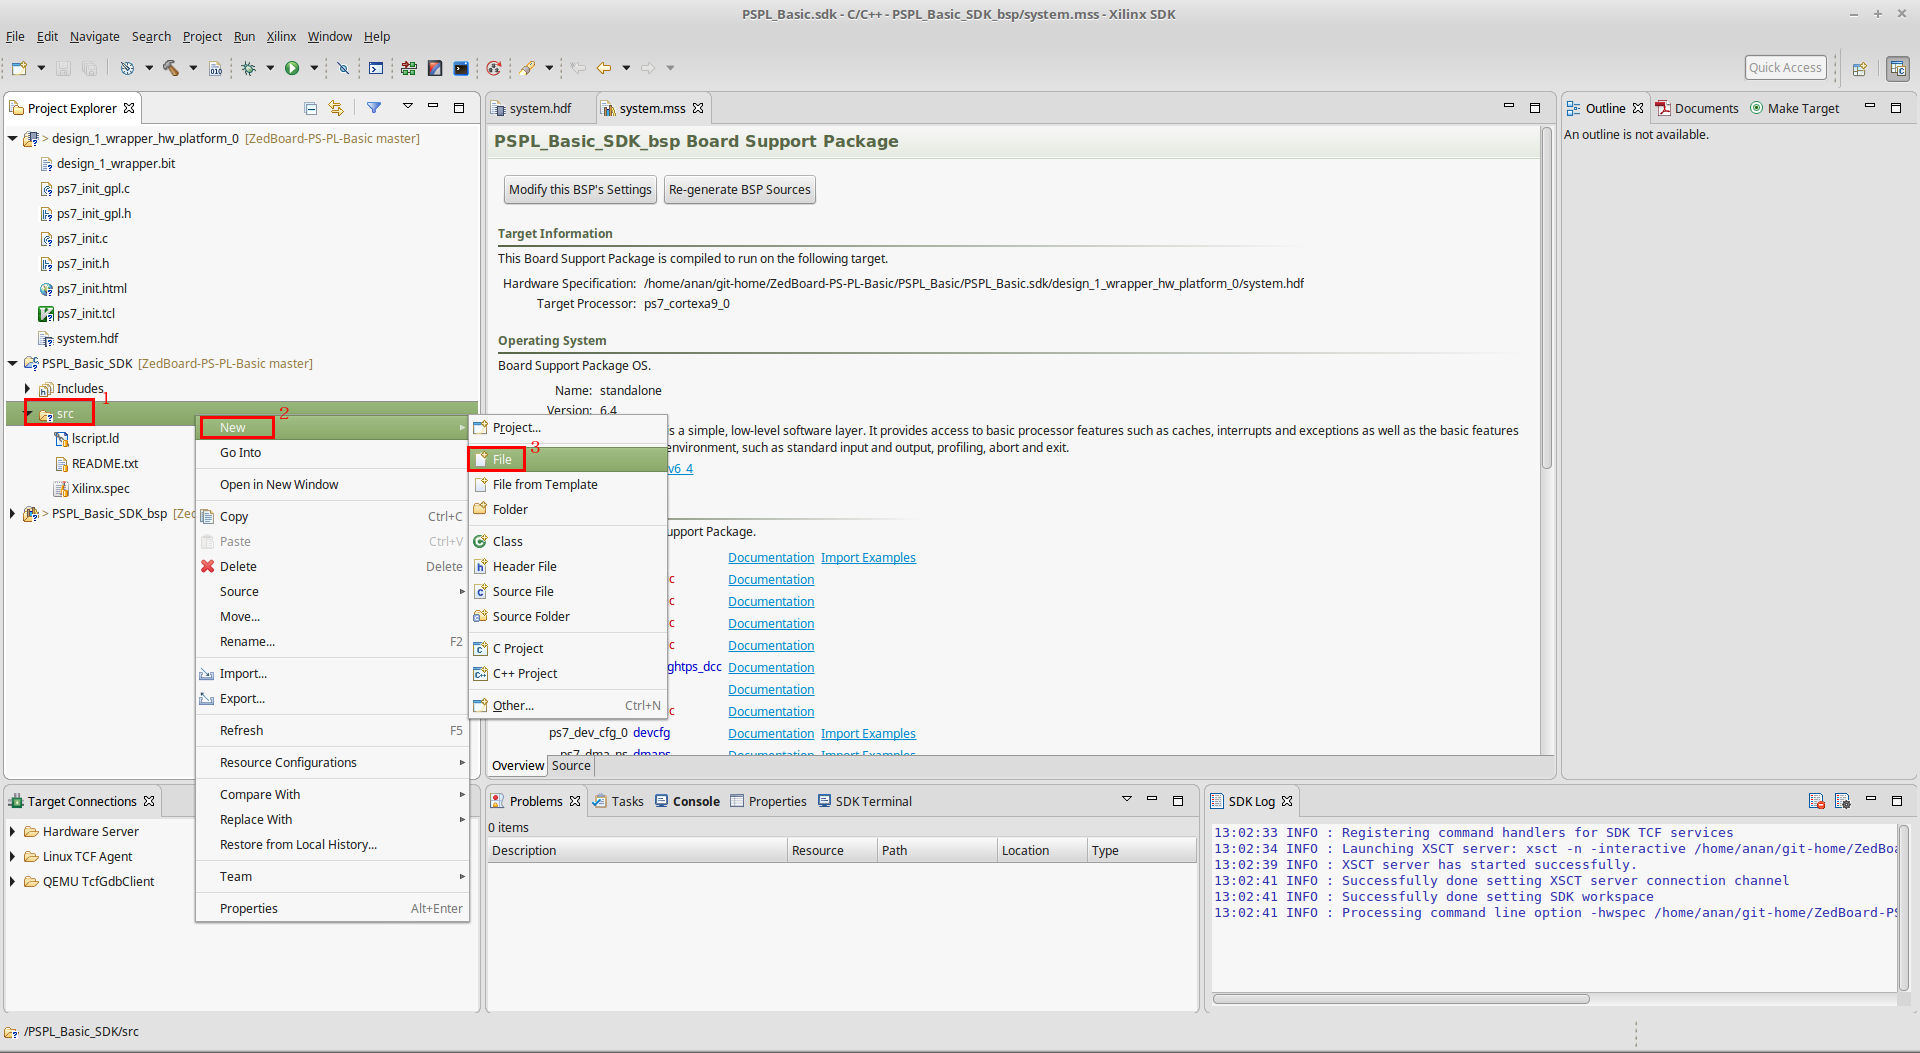 PSPL_Basic.sdk - C/C++ - PSPL_Basic_SDK_bsp/system.mss - Xilinx SDK
File Edit Navigate Search Project Run Xilinx Window Help
Quick Access
Project Explorer
design_1_wrapper_hw_platform_0 [ZedBoard-PS-PL-Basic master]
design_1_wrapper.bit
ps7_init_gpl.c
ps7_init_gpl.h
ps7_init.c
ps7_init.h
ps7_init.html
ps7_init.tcl
system.hdf
PSPL_Basic_SDK [ZedBoard-PS-PL-Basic master]
Includes
1
src
lscript.ld
README.txt
Xilinx.spec
> PSPL_Basic_SDK_bsp [Zed
2
New
Go Into
Open in New Window
Copy Ctrl+C
Paste Ctrl+V
Delete Delete
Source
Move...
Rename... F2
Import...
Export...
Refresh F5
Resource Configurations
Compare With
Replace With
Restore from Local History...
Team
Properties Alt+Enter
Project...
3
File
File from Template
Folder
Class
Header File
Source File
Source Folder
C Project
C++ Project
Other... Ctrl+N
system.hdf system.mss
PSPL_Basic_SDK_bsp Board Support Package
Modify this BSP's Settings Re-generate BSP Sources
Target Information
This Board Support Package is compiled to run on the following target.
Hardware Specification: /home/anan/git-home/ZedBoard-PS-PL-Basic/PSPL_Basic/PSPL_Basic.sdk/design_1_wrapper_hw_platform_0/system.hdf
Target Processor: ps7_cortexa9_0
Operating System
Board Support Package OS.
Name: standalone
Version: 6.4
is a simple, low-level software layer. It provides access to basic processor features such as caches, interrupts and exceptions as well as the basic features
environment, such as standard input and output, profiling, abort and exit.
v6_4
upport Package.
Documentation Import Examples
c Documentation
c Documentation
c Documentation
c Documentation
ghtps_dcc Documentation
Documentation
c Documentation
ps7_dev_cfg_0 devcfg Documentation Import Examples
ps7_dma_ns dmaps Documentation Import Examples
Overview Source
Outline Documents Make Target
An outline is not available.
Target Connections
Hardware Server
Linux TCF Agent
QEMU TcfGdbClient
Problems Tasks Console Properties SDK Terminal
0 items
Description Resource Path Location Type
SDK Log
13:02:33 INFO : Registering command handlers for SDK TCF services
13:02:34 INFO : Launching XSCT server: xsct -n -interactive /home/anan/git-home/ZedBoa
13:02:39 INFO : XSCT server has started successfully.
13:02:41 INFO : Successfully done setting XSCT server connection channel
13:02:41 INFO : Successfully done setting SDK workspace
13:02:41 INFO : Processing command line option -hwspec /home/anan/git-home/ZedBoard-PS
/PSPL_Basic_SDK/src